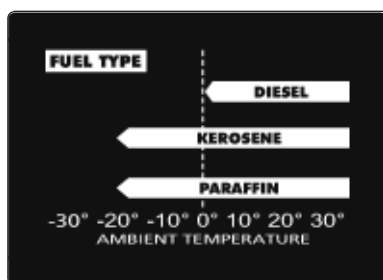 FUEL TYPE
DIESEL
KEROSENE
PARAFFIN
-30° -20° -10° 0° 10° 20° 30°
AMBIENT TEMPERATURE